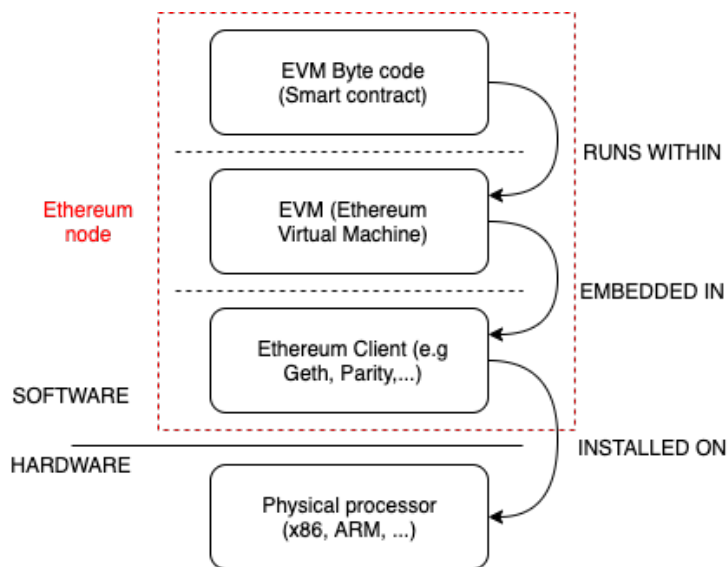 EVM Byte code
(Smart contract)
RUNS WITHIN
Ethereum
node
EVM (Ethereum
Virtual Machine)
EMBEDDED IN
Ethereum Client (e.g
Geth, Parity,...)
SOFTWARE
INSTALLED ON
HARDWARE
Physical processor
(x86, ARM, ...)